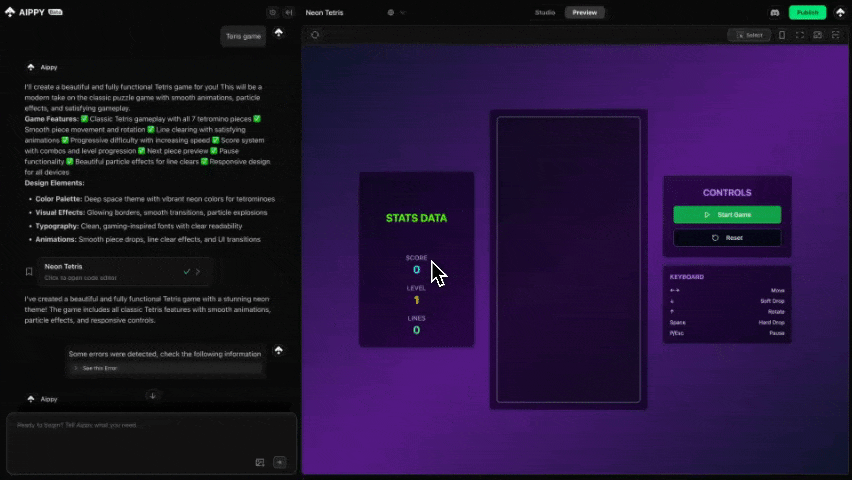 AIPPY Beta
Neon Tetris
Studio
Preview
Publish
Tenis game
Select
Aippy
I'll create a beautiful and fully functional Tetris game for you! This will be a
modern take on the classic puzzle game with smooth animations, particle
effects, and satisfying gameplay.
Game Features: ✅ Classic Tetris gameplay with all 7 tetromino pieces ✅
Smooth piece movement and rotation ✅ Line clearing with satisfying
animations ✅ Progressive difficulty with increasing speed ✅ Score system
with combos and level progression ✅ Next piece preview ✅ Pause
functionality ✅ Beautiful particle effects for line clears ✅ Responsive design
for all devices
Design Elements:
• Color Palette: Deep space theme with vibrant neon colors for tetrominoes
• Visual Effects: Glowing borders, smooth transitions, particle explosions
• Typography: Clean, gaming-inspired fonts with clear readability
• Animations: Smooth piece drops, line clear effects, and UI transitions
Neon Tetris
Click to open code editor
I've created a beautiful and fully functional Tetris game with a stunning neon
theme! The game includes all classic Tetris features with smooth animations,
particle effects, and responsive controls.
Some errors were detected, check the following information
See this Error
Aippy
Ready to begin? Tell Aippy what you need.
STATS DATA
SCORE
0
LEVEL
1
LINES
0
CONTROLS
Start Game
Reset
KEYBOARD
←→ Move
↓ Soft Drop
↑ Rotate
Space Hard Drop
P/Esc Pause